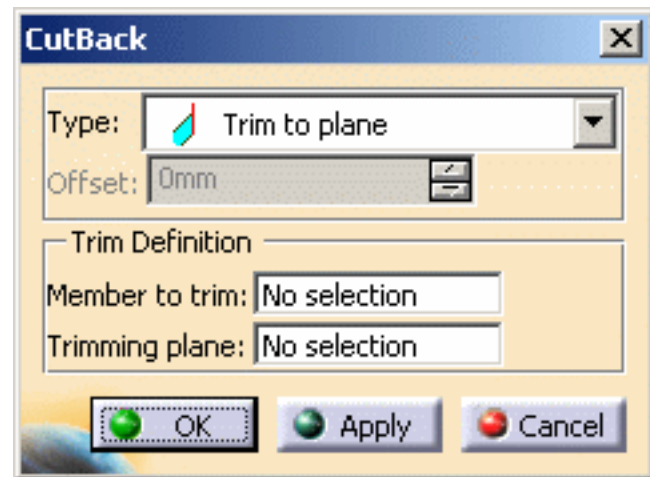 CutBack
Type: Trim to plane
Offset: 0mm
Trim Definition
Member to trim: No selection
Trimming plane: No selection
OK Apply Cancel